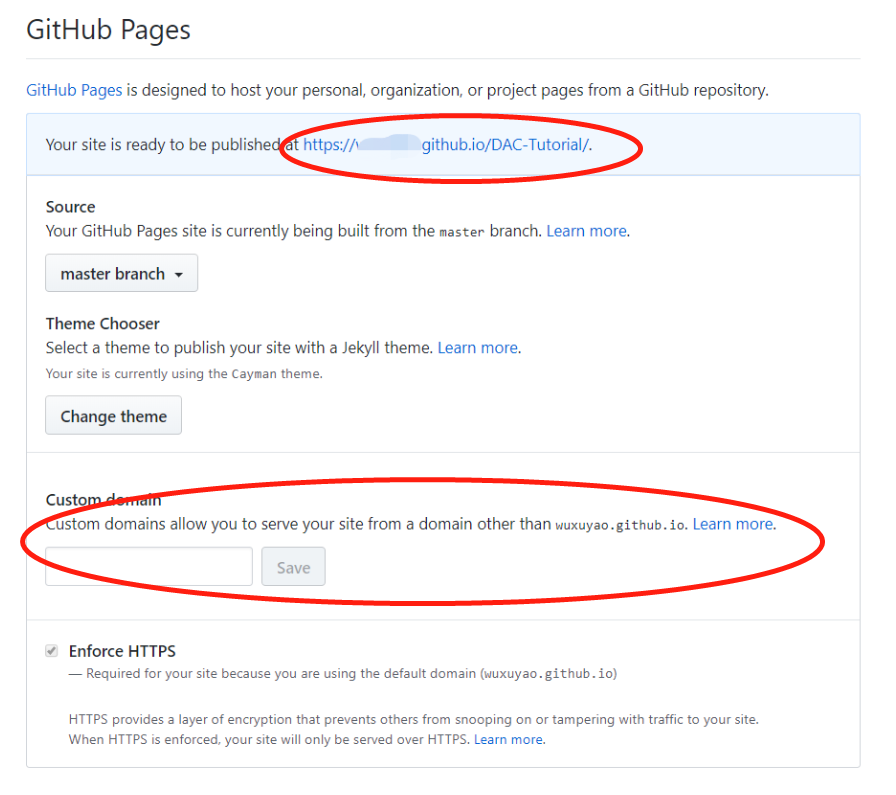 GitHub Pages
GitHub Pages is designed to host your personal, organization, or project pages from a GitHub repository.
Your site is ready to be published at https:// github.io/DAC-Tutorial/.
Source
Your GitHub Pages site is currently being built from the master branch. Learn more.
master branch
Theme Chooser
Select a theme to publish your site with a Jekyll theme. Learn more.
Your site is currently using the Cayman theme.
Change theme
Custom domain
Custom domains allow you to serve your site from a domain other than wuxuyao.github.io. Learn more.
Save
Enforce HTTPS
— Required for your site because you are using the default domain (wuxuyao.github.io)
HTTPS provides a layer of encryption that prevents others from snooping on or tampering with traffic to your site.
When HTTPS is enforced, your site will only be served over HTTPS. Learn more.